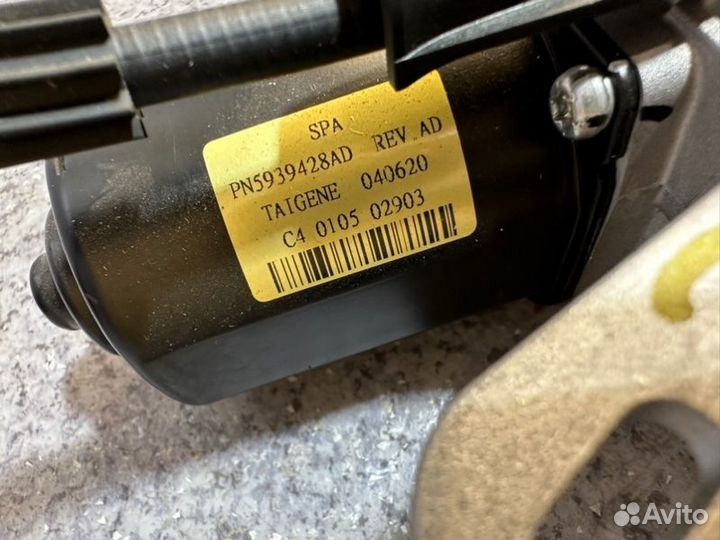 SPA
PN5939428AD REV AD
TAIGENE 040620
C4 0105 02903
Avito